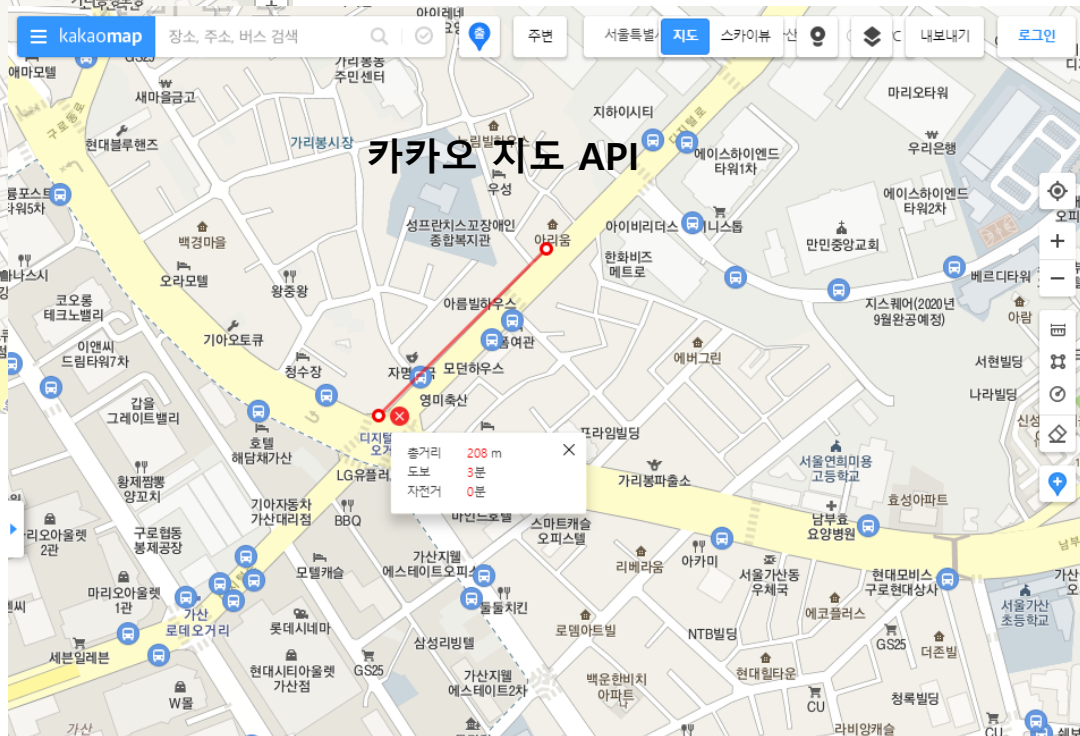 아이레네
kakaomap
장소, 주소, 버스 검색
출
주변
서울특별
지도
스카이뷰
내보내기
로그인
GS25
애마모텔
가리봉동
주민센터
새마을금고
마리오타워
지하이시티
구로동로
현대블루핸즈
가리봉시장
디지털로
우리은행
카카오 지도 API
에이스하이엔드
타워1차
우성
타워5차
에이스하이엔드
타워2차
성프란치스꼬장애인
종합복지관
아리움
아이비리더스
백경마을
만민중앙교회
한화비즈
메트로
오라모텔
왕중왕
베르디타워
코오롱
테크노밸리
아름빌하우스
지스퀘어(2020년
9월완공예정)
아람
기아오토큐
이앤씨
드림타워7차
에버그린
서현빌딩
청수장
모던하우스
나라빌딩
영미축산
갑을
그레이트밸리
호텔
해담채가산
총거리 208 m
도보 3분
자전거 0분
서울연희미용
고등학교
가리봉파출소
황제짬뽕
양꼬치
효성아파트
기아자동차
가산대리점
BBQ
스마트캐슬
오피스텔
남부효
요양병원
구로협동
봉제공장
2관
가산지웰
에스테이트오피스
모텔캐슬
리베라움
아카미
서울가산동
우체국
현대모비스
구로현대상사
마리오아울렛
1관
가산
로데오거리
둘둘치킨
에코플러스
서울가산
초등학교
롯데시네마
로뎀아트빌
NTB빌딩
삼성리빙텔
세븐일레븐
GS25
더존빌
현대시티아울렛
가산점
GS25
가산지웰
에스테이트2차
현대힐타운
백운한비치
아파트
W몰
CU
청록빌딩
가산
라비앙캐슬
CU